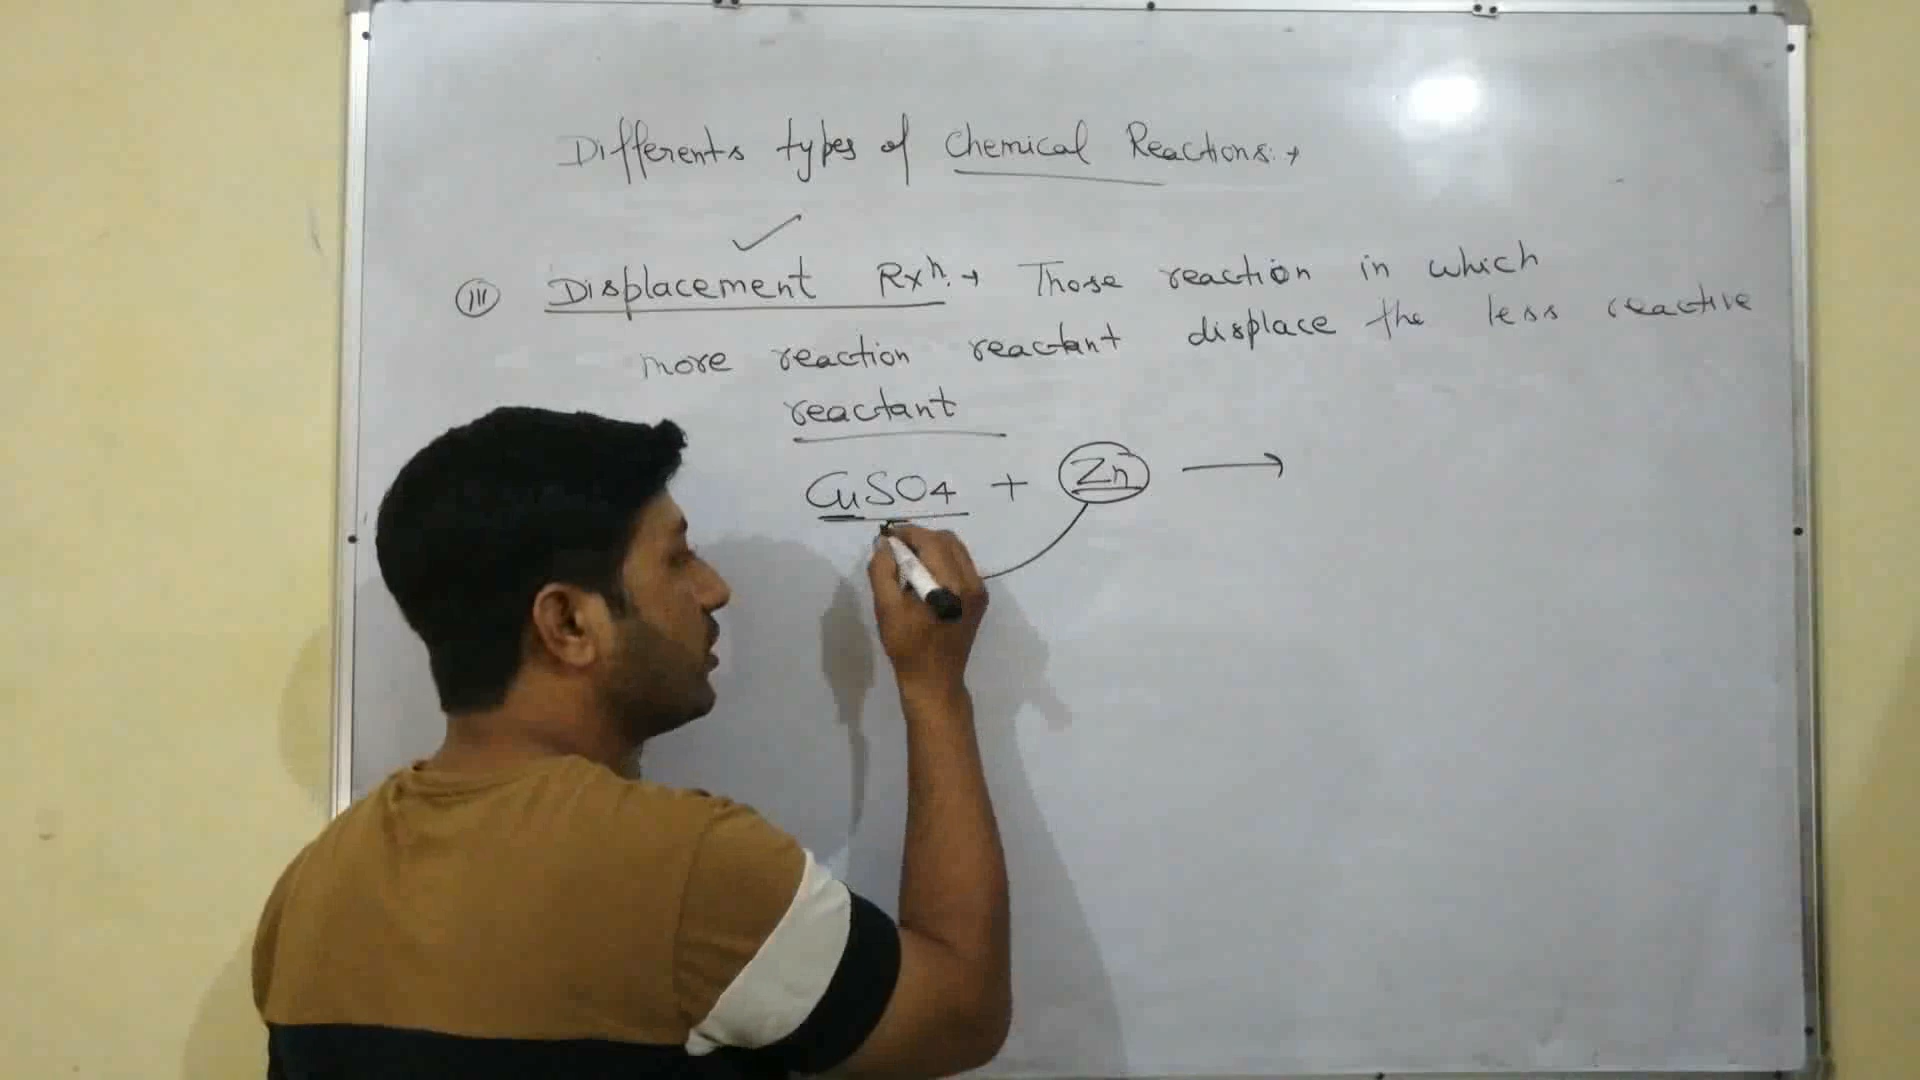 Differents types of Chemical Reactions:→
(iii) Displacement Rxn.→ Those reaction in which
more reaction reactant displace the less reactive
reactant
CuSO4 + Zn ⟶